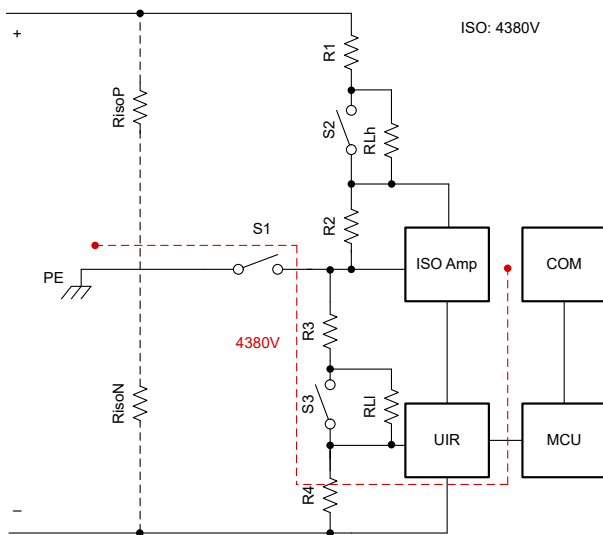 ISO: 4380V
+
R1
RisoP
S2
RLh
R2
S1
ISO Amp
COM
PE
4380V
R3
RisoN
S3
RLI
UIR
MCU
R4
–